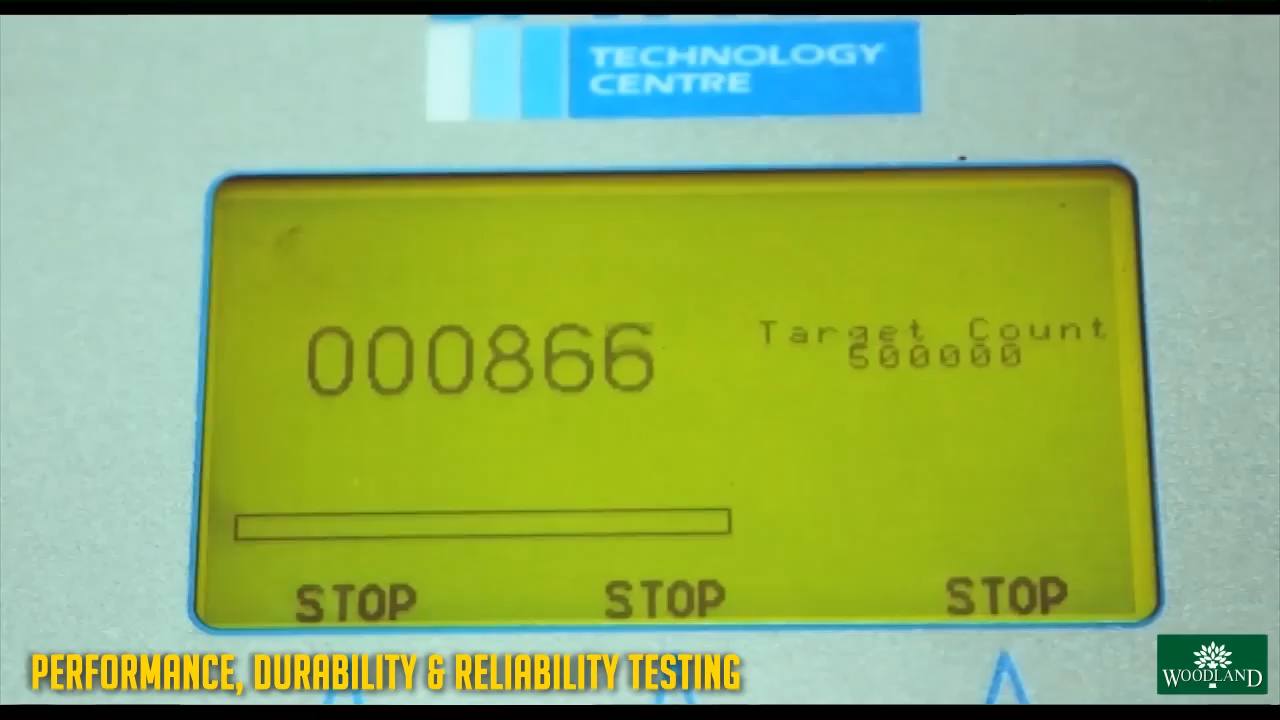 TECHNOLOGY
CENTRE
000866
Target Count
500000
STOP STOP STOP
PERFORMANCE, DURABILITY & RELIABILITY TESTING
WOODLAND